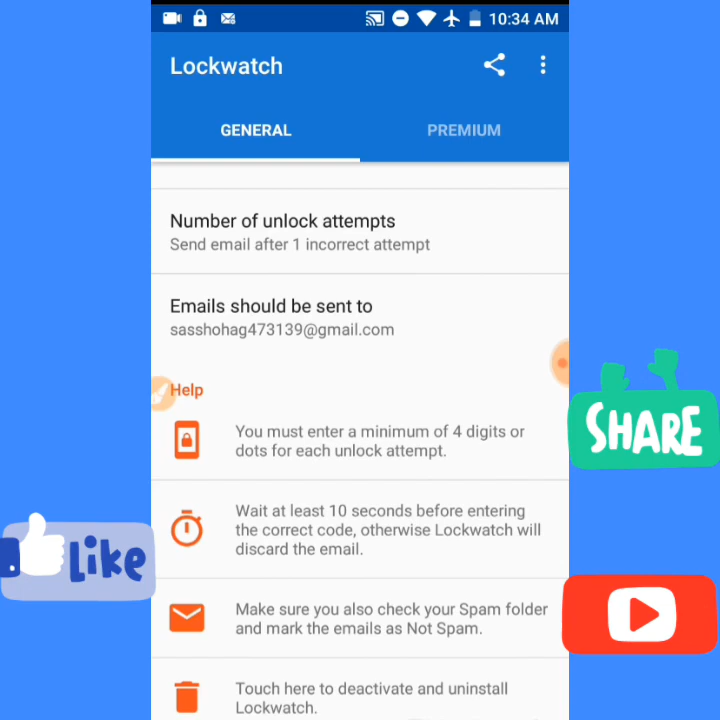 10:34 AM
Lockwatch
GENERAL PREMIUM
Number of unlock attempts
Send email after 1 incorrect attempt
Emails should be sent to
sasshohag473139@gmail.com
Help
You must enter a minimum of 4 digits or
dots for each unlock attempt.
SHARE
Wait at least 10 seconds before entering
the correct code, otherwise Lockwatch will
discard the email.
Like
Make sure you also check your Spam folder
and mark the emails as Not Spam.
Touch here to deactivate and uninstall
Lockwatch.